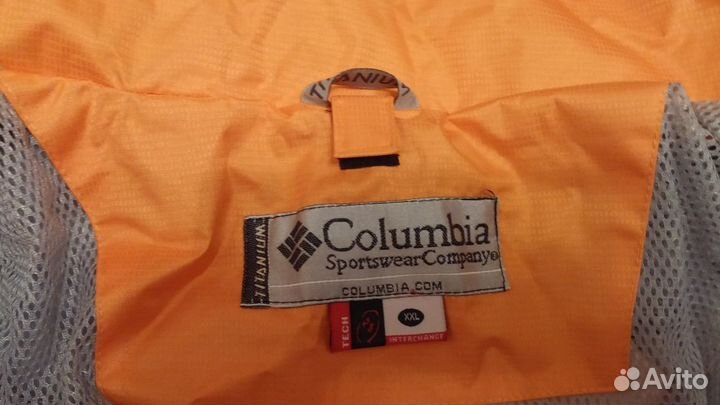 TITANIUM
TITANIUM
Columbia
Sportswear Company®
COLUMBIA.COM
TECH
XXL
INTERCHANGE
Avito